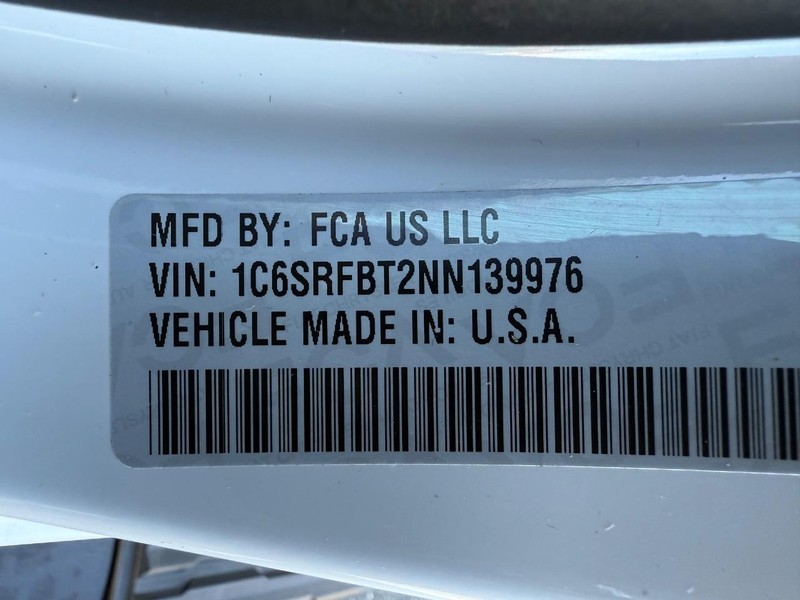 MFD BY: FCA US LLC
VIN: 1C6SRFBT2NN139976
VEHICLE MADE IN: U.S.A.